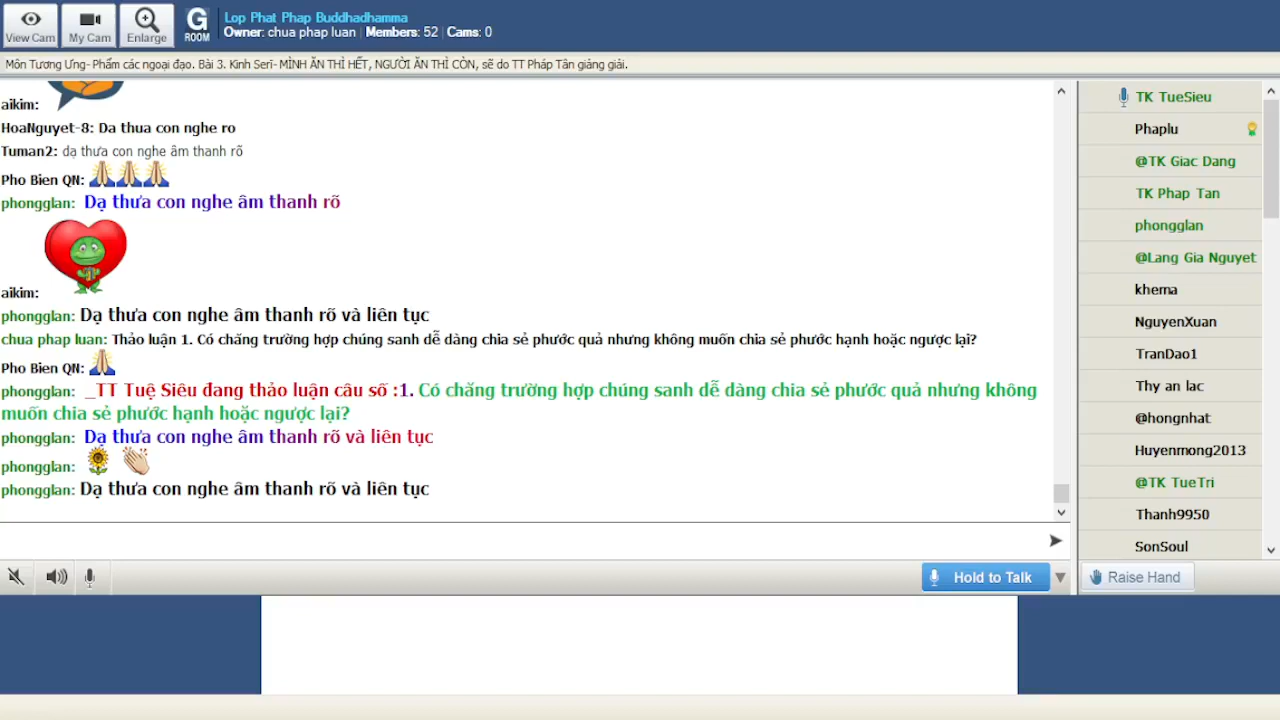 View Cam
My Cam
Enlarge
G
ROOM
Lop Phat Phap Buddhadhamma
Owner: chua phap luan | Members: 52 | Cams: 0
Môn Tương Ưng- Phẩm các ngoại đạo. Bài 3. Kinh Serī- MÌNH ĂN THÌ HẾT, NGƯỜI ĂN THÌ CÒN, sẽ do TT Pháp Tân giảng giải.
aikim:
HoaNguyet-8: Da thua con nghe ro
Tuman2: dạ thưa con nghe âm thanh rõ
Pho Bien QN:
phongglan: Dạ thưa con nghe âm thanh rõ
aikim:
phongglan: Dạ thưa con nghe âm thanh rõ và liên tục
chua phap luan: Thảo luận 1. Có chăng trường hợp chúng sanh dễ dàng chia sẻ phước quả nhưng không muốn chia sẻ phước hạnh hoặc ngược lại?
Pho Bien QN:
phongglan: _TT Tuệ Siêu đang thảo luận câu số :1. Có chăng trường hợp chúng sanh dễ dàng chia sẻ phước quả nhưng không
muốn chia sẻ phước hạnh hoặc ngược lại?
phongglan: Dạ thưa con nghe âm thanh rõ và liên tục
phongglan:
phongglan: Dạ thưa con nghe âm thanh rõ và liên tục
Hold to Talk
TK TueSieu
Phaplu
@TK Giac Dang
TK Phap Tan
phongglan
@Lang Gia Nguyet
khema
NguyenXuan
TranDao1
Thy an lac
@hongnhat
Huyenmong2013
@TK TueTri
Thanh9950
SonSoul
Raise Hand